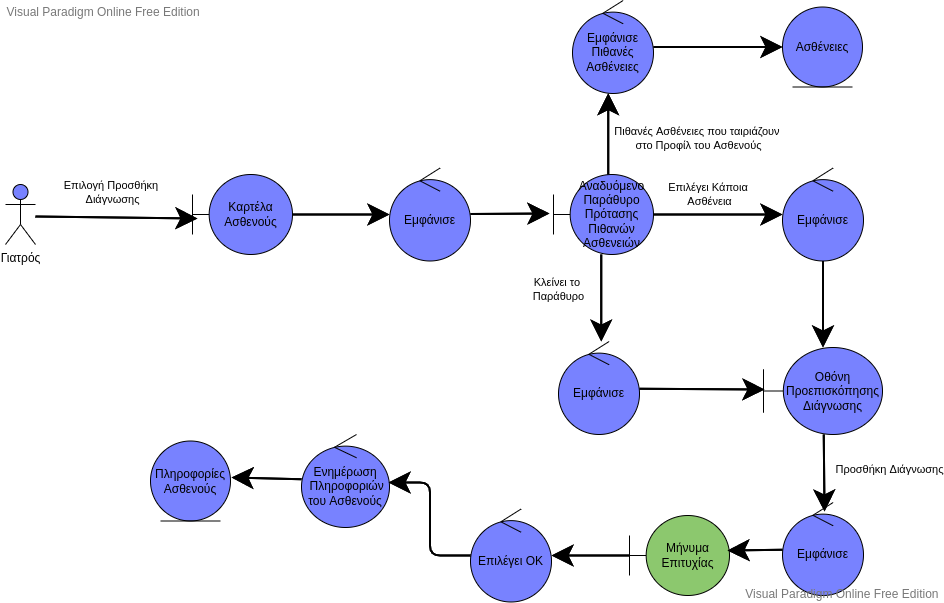 Visual Paradigm Online Free Edition
Εμφάνισε
Πιθανές
Ασθένειες
Ασθένειες
Πιθανές Ασθένειες που ταιριάζουν
στο Προφίλ του Ασθενούς
Επιλογή Προσθήκη
Διάγνωσης
Γιατρός
Καρτέλα
Ασθενούς
Εμφάνισε
Αναδυόμενο
Παράθυρο
Πρότασης
Πιθανών
Ασθενειών
Επιλέγει Κάποια
Ασθένεια
Εμφάνισε
Κλείνει το
Παράθυρο
Εμφάνισε
Οθόνη
Προεπισκόπησης
Διάγνωσης
Προσθήκη Διάγνωσης
Εμφάνισε
Μήνυμα
Επιτυχίας
Επιλέγει ΟΚ
Ενημέρωση
Πληροφοριών
του Ασθενούς
Πληροφορίες
Ασθενούς
Visual Paradigm Online Free Edition